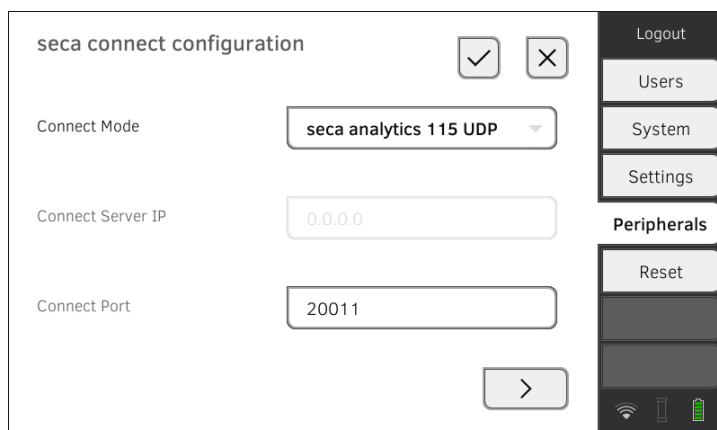 seca connect configuration
Connect Mode
seca analytics 115 UDP
Connect Server IP
0.0.0.0
Connect Port
20011
Logout
Users
System
Settings
Peripherals
Reset